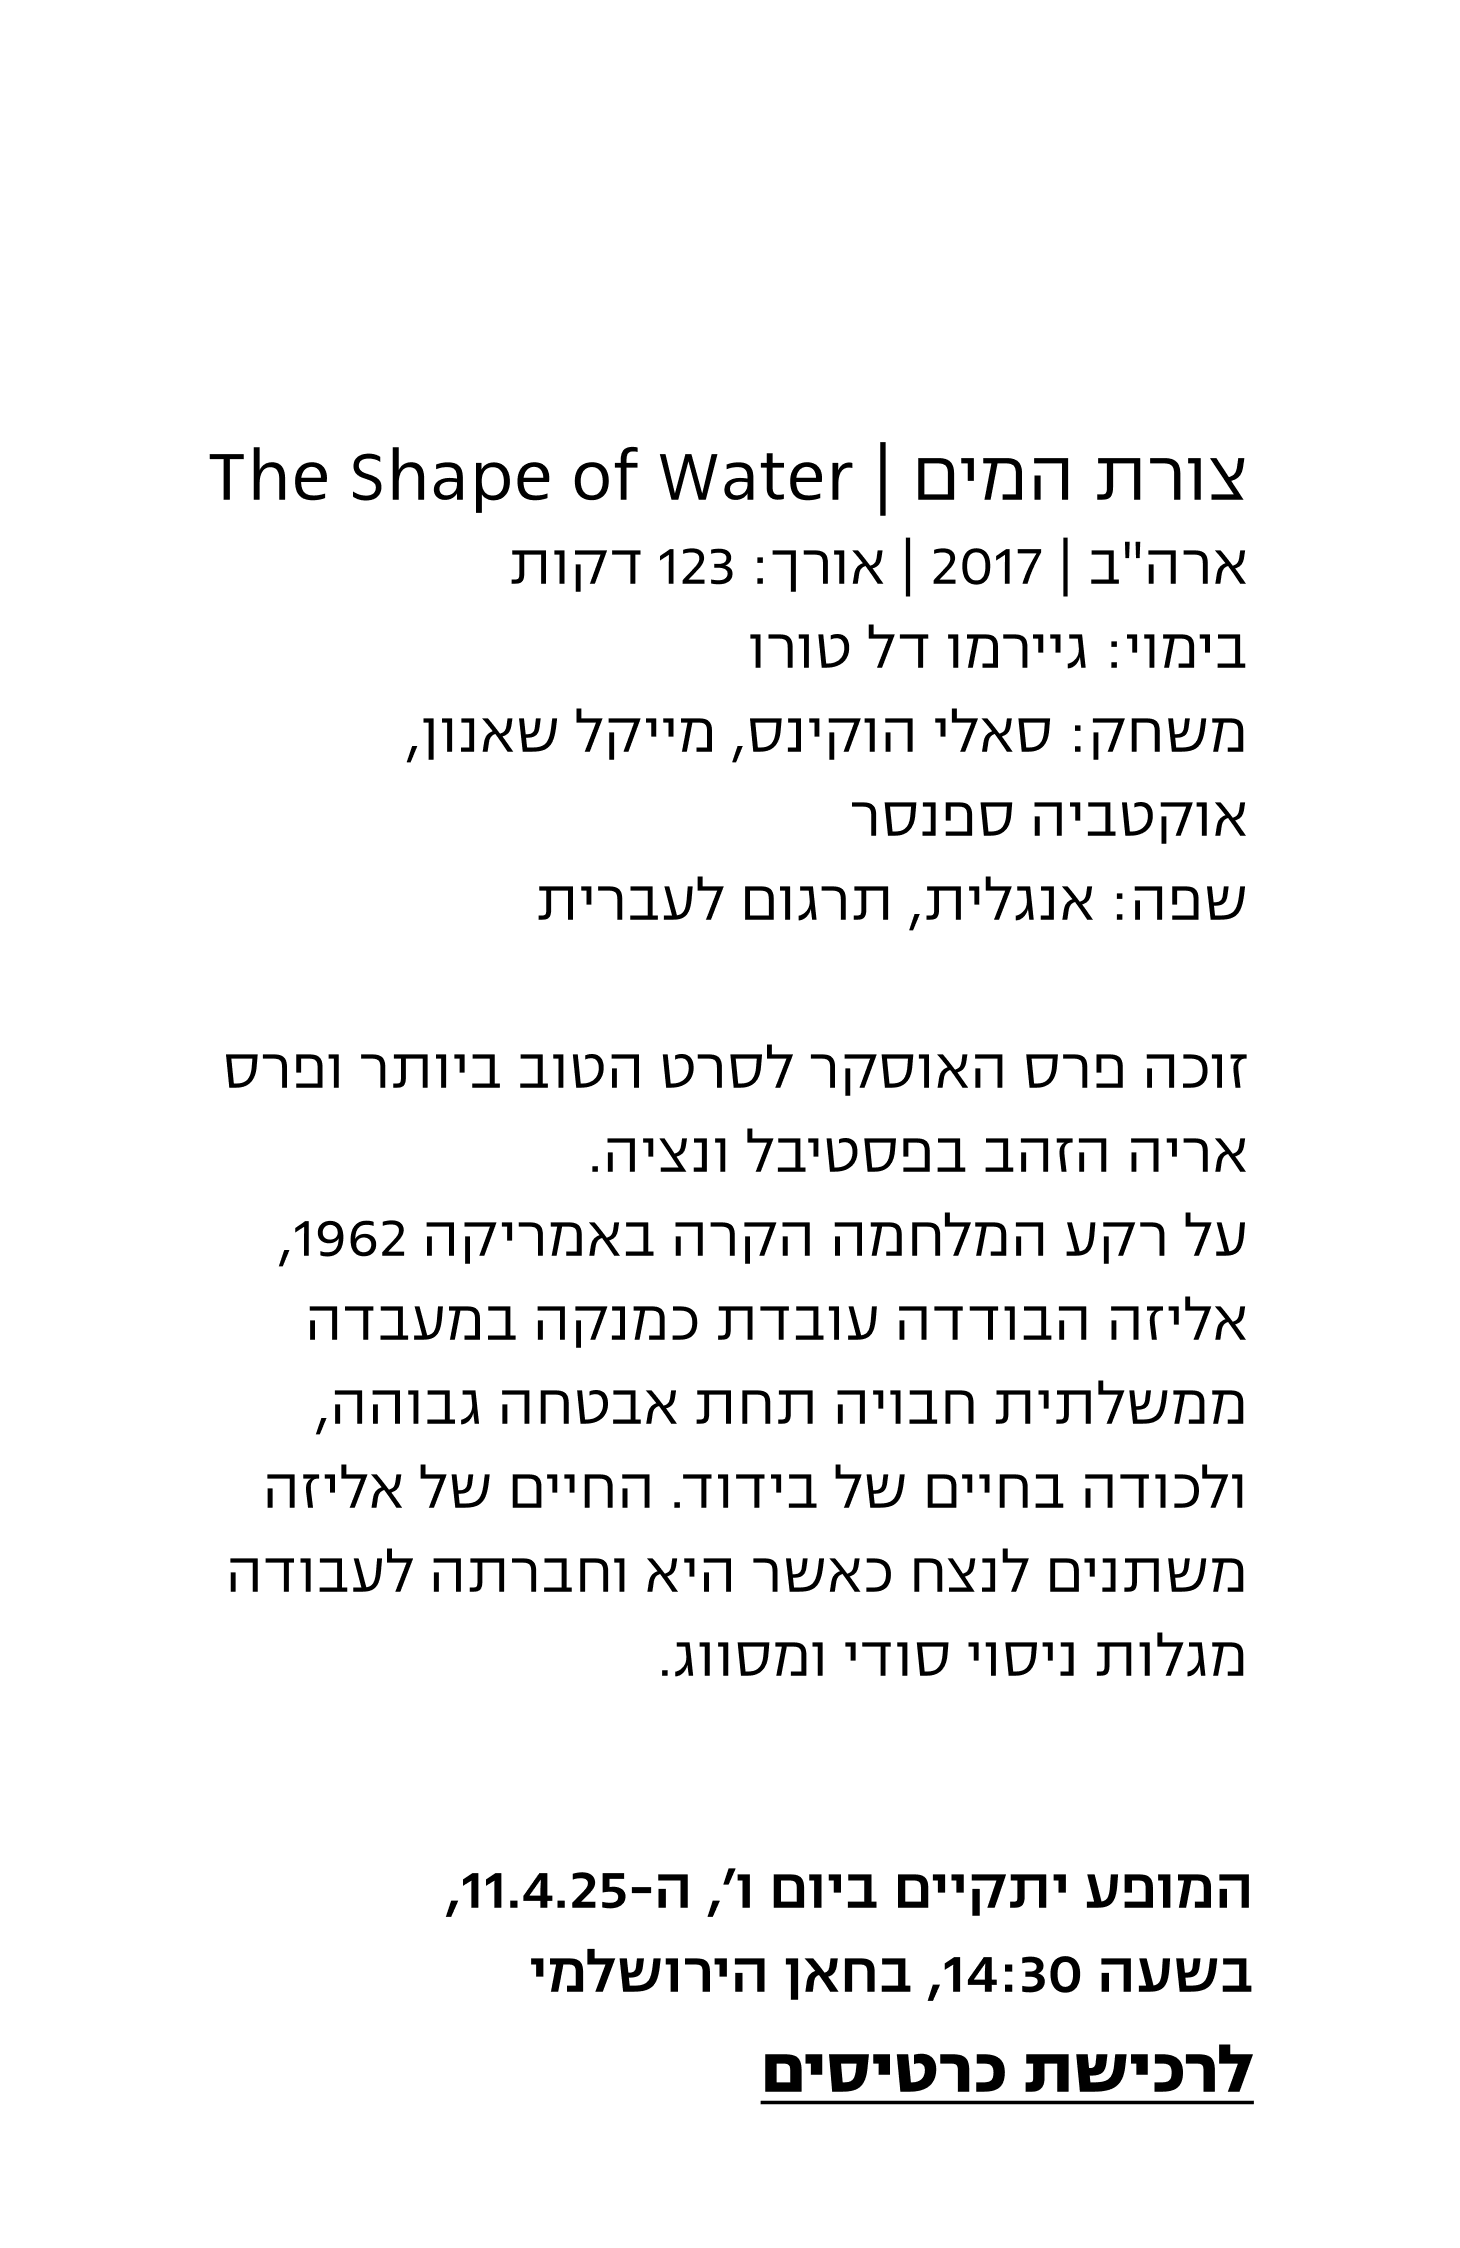 צורת המים | The Shape of Water
ארה"ב | 2017 | אורך: 123 דקות
בימוי: גיירמו דל טורו
משחק: סאלי הוקינס, מייקל שאנון,
אוקטביה ספנסר
שפה: אנגלית, תרגום לעברית
זוכה פרס האוסקר לסרט הטוב ביותר ופרס
אריה הזהב בפסטיבל ונציה.
על רקע המלחמה הקרה באמריקה 1962,
אליזה הבודדה עובדת כמנקה במעבדה
ממשלתית חבויה תחת אבטחה גבוהה,
ולכודה בחיים של בידוד. החיים של אליזה
משתנים לנצח כאשר היא וחברתה לעבודה
מגלות ניסוי סודי ומסווג.
המופע יתקיים ביום ו׳, ה-11.4.25,
בשעה 14:30, בחאן הירושלמי
לרכישת כרטיסים